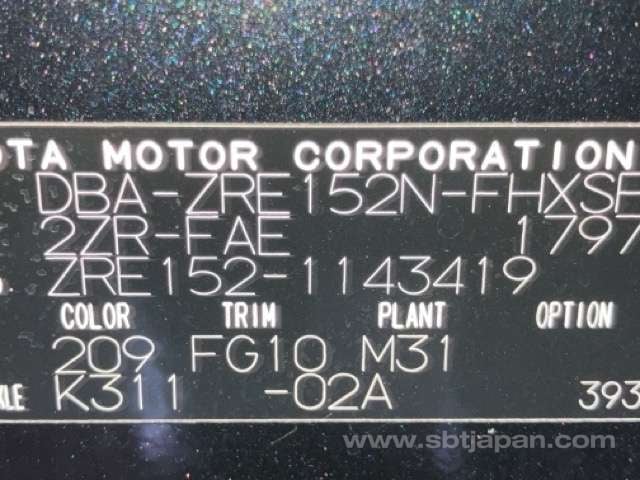 OTA MOTOR CORPORATION
DBA-ZRE152N-FHXSE
2ZR-FAE 1797
ZRE152-1143419
COLOR TRIM PLANT OPTION
209 FG10 M31
K311 -02A 393
www.sbtjapan.com